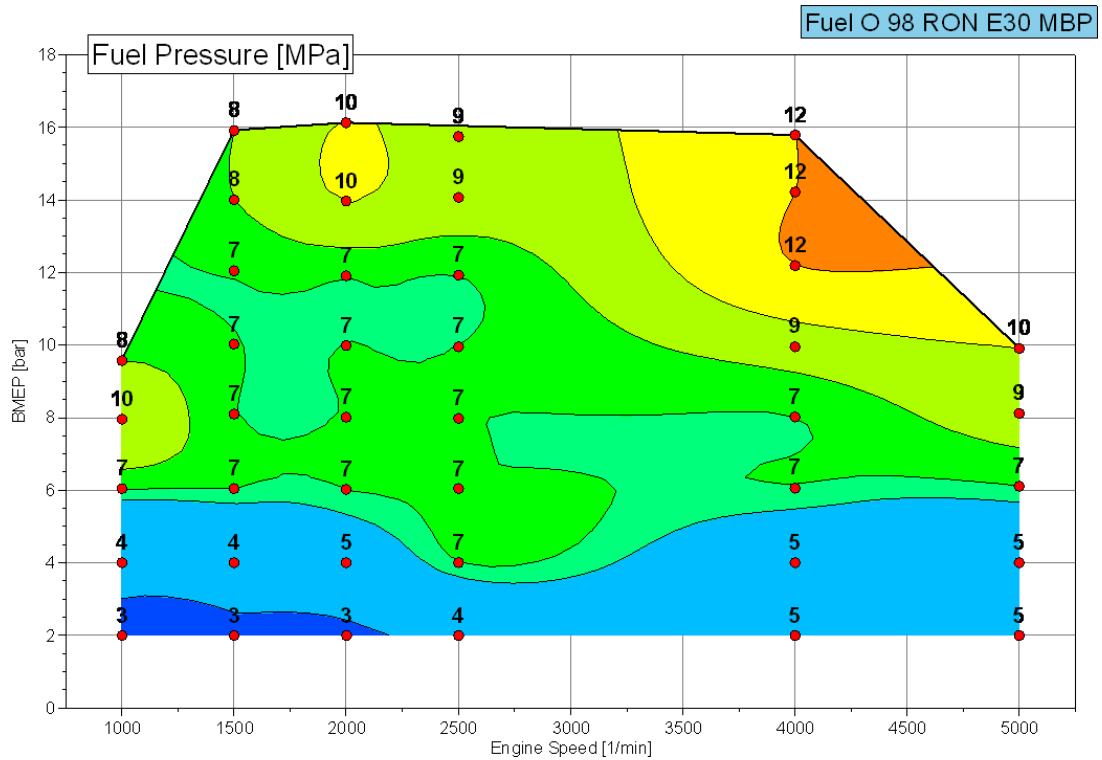 Fuel O 98 RON E30 MBP
Fuel Pressure [MPa]
18
16
14
12
10
8
6
4
2
0
BMEP [bar]
8 10 9 12
8 10 9 12
7 7 7 12
8 7 7 7 9 10
10 7 7 7 7 9
7 7 7 7 7 7
4 4 5 7 5 5
3 3 3 4 5 5
1000 1500 2000 2500 3000 3500 4000 4500 5000
Engine Speed [1/min]